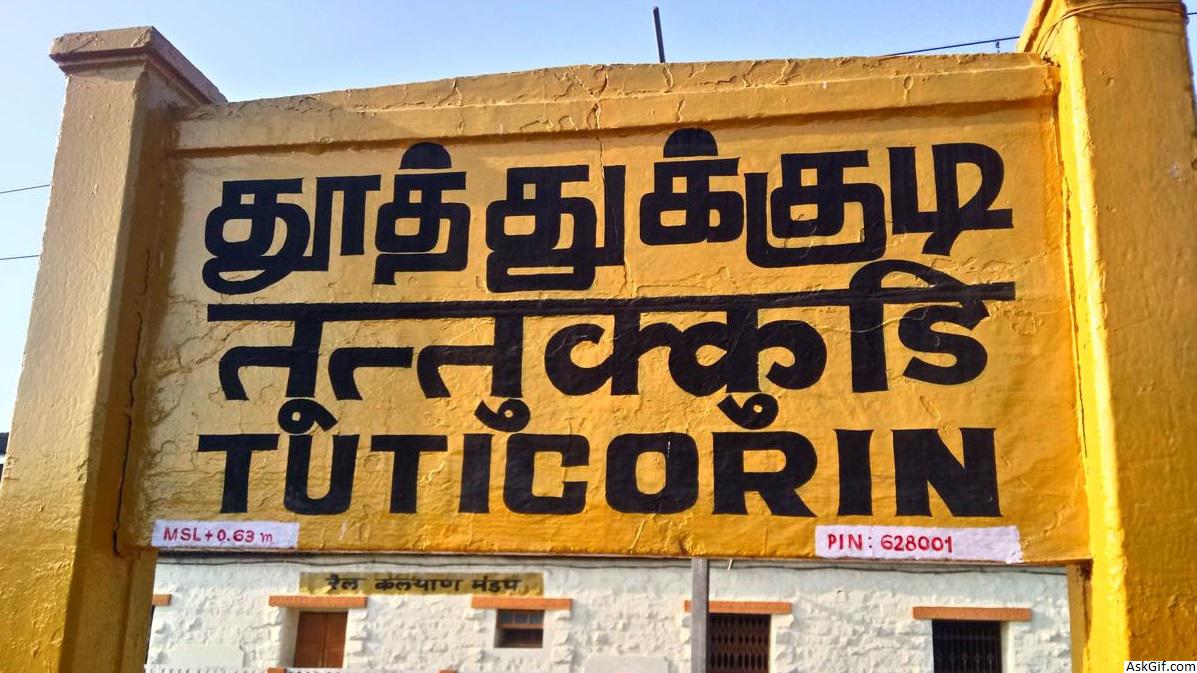 தூத்துக்குடி
तूत्तुक्कुडि
TUTICORIN
MSL+0.63 m
PIN: 628001
रेल कल्याण मंडप
AskGif.com